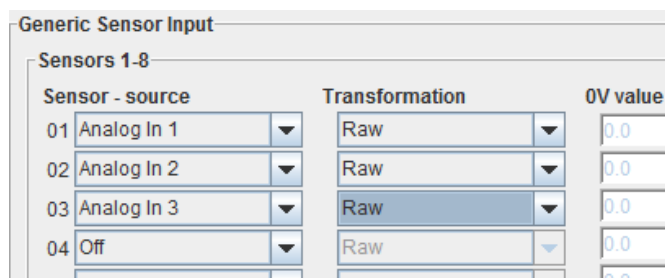 Generic Sensor Input
Sensors 1-8
Sensor - source Transformation 0V value
01 Analog In 1 Raw 0.0
02 Analog In 2 Raw 0.0
03 Analog In 3 Raw 0.0
04 Off Raw 0.0